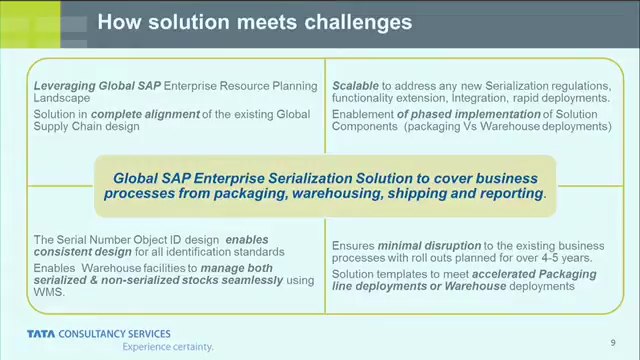 How solution meets challenges
Leveraging Global SAP Enterprise Resource Planning
Landscape
Solution in complete alignment of the existing Global
Supply Chain design
Scalable to address any new Serialization regulations,
functionality extension, Integration, rapid deployments.
Enablement of phased implementation of Solution
Components (packaging Vs Warehouse deployments)
Global SAP Enterprise Serialization Solution to cover business
processes from packaging, warehousing, shipping and reporting.
The Serial Number Object ID design enables
consistent design for all identification standards
Enables Warehouse facilities to manage both
serialized & non-serialized stocks seamlessly using
WMS.
Ensures minimal disruption to the existing business
processes with roll outs planned for over 4-5 years.
Solution templates to meet accelerated Packaging
line deployments or Warehouse deployments
TATA CONSULTANCY SERVICES
Experience certainty.
9